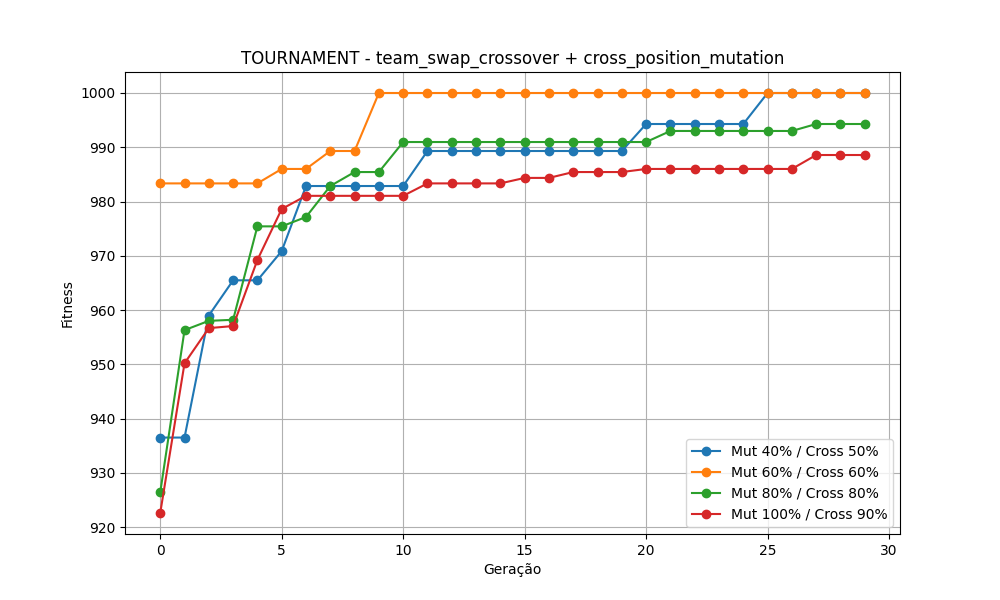 TOURNAMENT - team_swap_crossover + cross_position_mutation
Fitness
1000
990
980
970
960
950
940
930
920
0 5 10 15 20 25 30
Geração
Mut 40% / Cross 50%
Mut 60% / Cross 60%
Mut 80% / Cross 80%
Mut 100% / Cross 90%